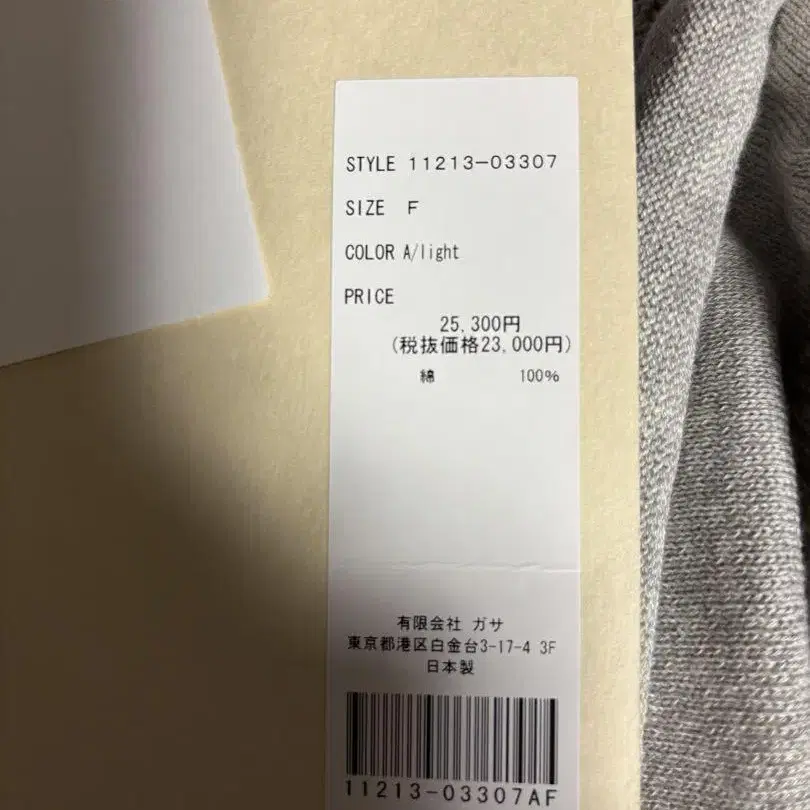 STYLE 11213-03307
SIZE F
COLOR A/light
PRICE
25,300円
(税抜価格23,000円)
綿 100%
有限会社 ガサ
東京都港区白金台3-17-4 3F
日本製
11213-03307AF